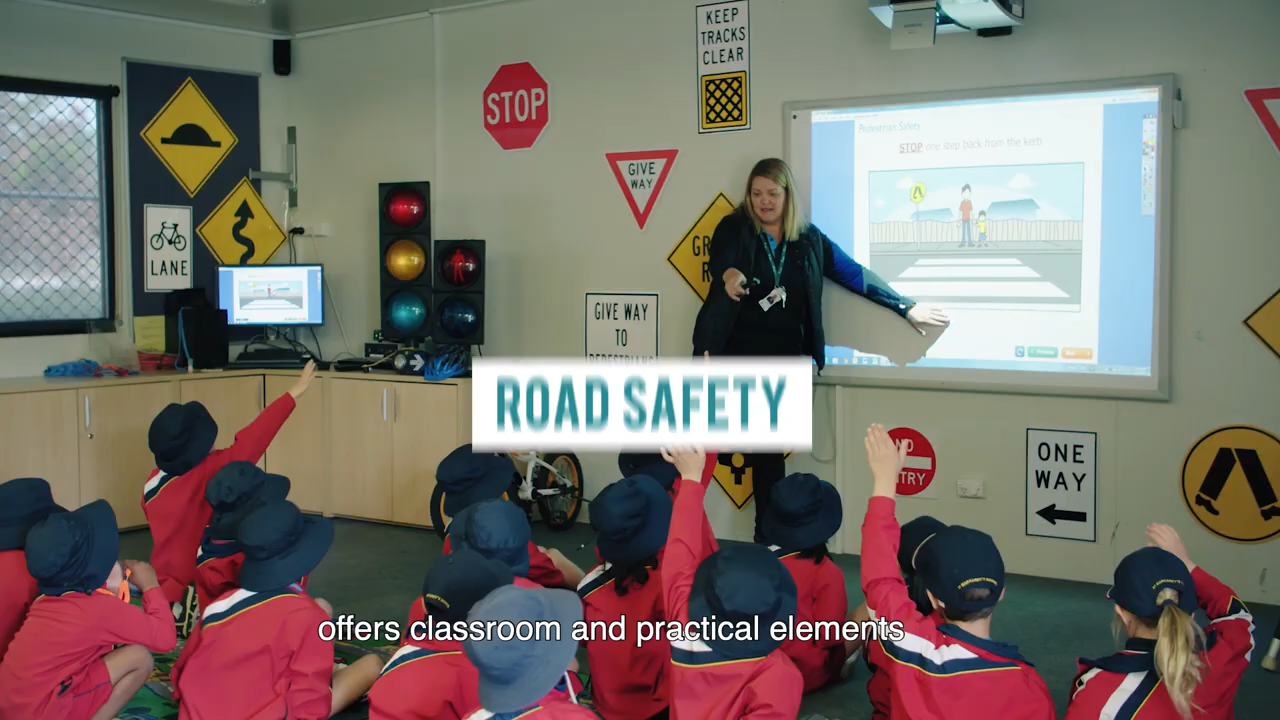 KEEP
TRACKS
CLEAR
STOP
GIVE
WAY
LANE
Pedestrian Safety
STOP one step back from the kerb
GIVE WAY
TO
PEDESTRIANS
ROAD SAFETY
ONE
WAY
offers classroom and practical elements